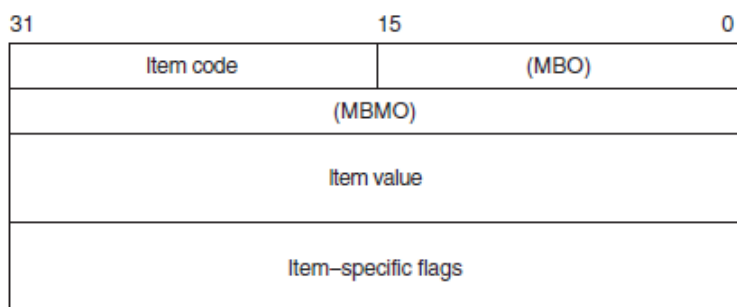 31 15 0
Item code (MBO)
(MBMO)
Item value
Item–specific flags